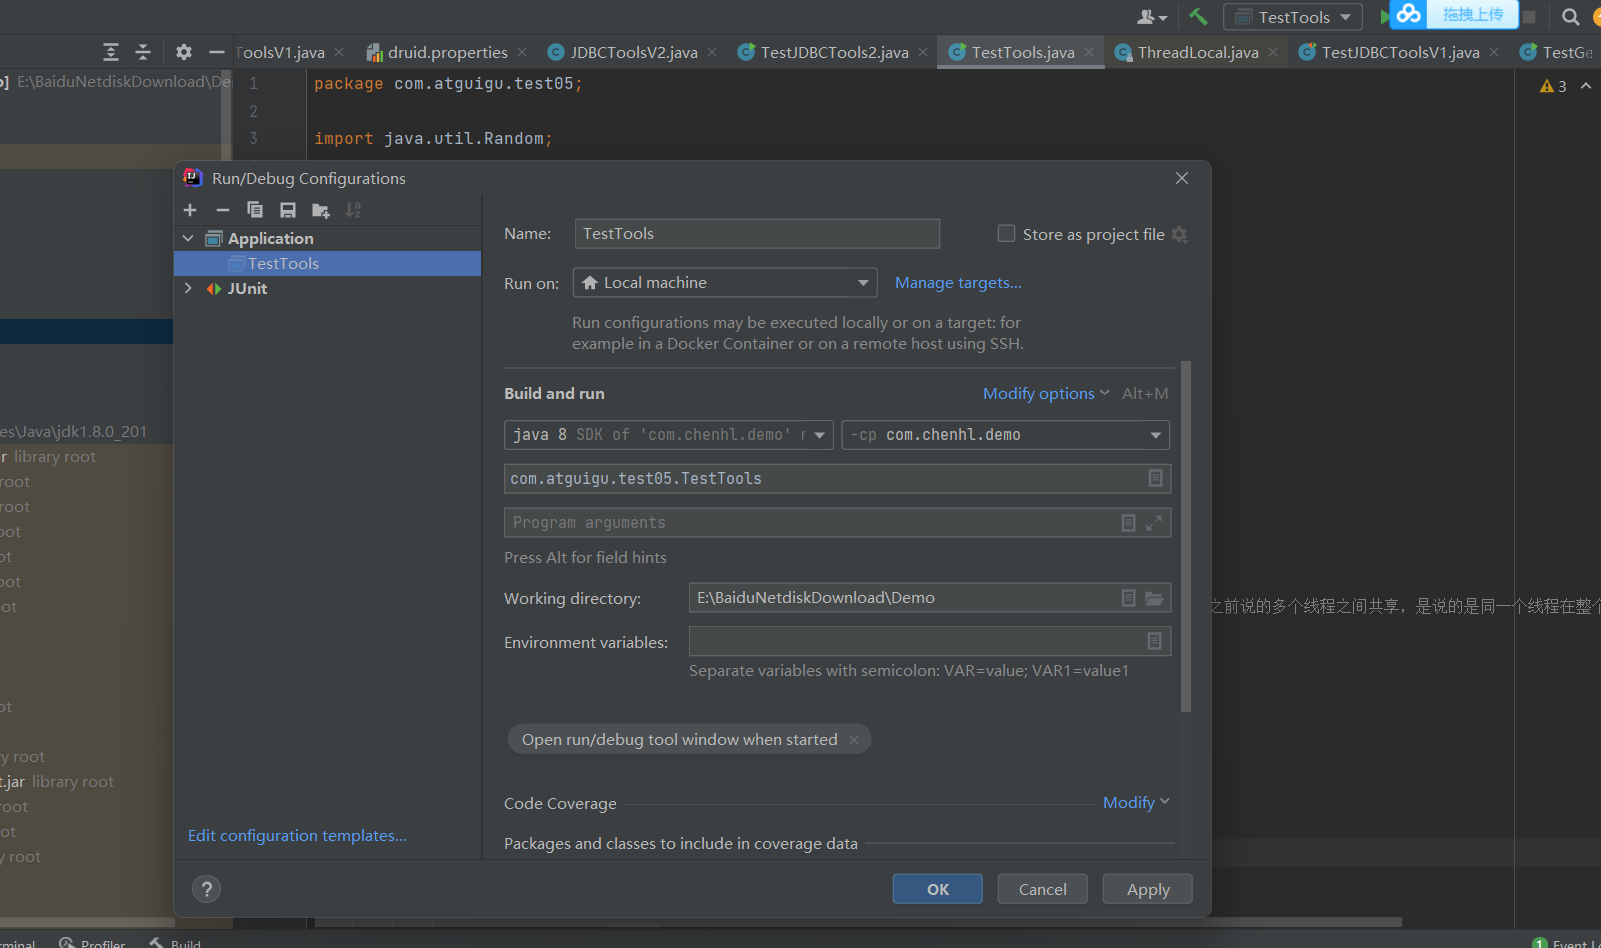 TestTools
拖拽上传
ToolsV1.java
druid.properties
JDBCToolsV2.java
TestJDBCTools2.java
TestTools.java
ThreadLocal.java
TestJDBCToolsV1.java
TestGe
E:\BaiduNetdiskDownload\De
1 package com.atguigu.test05;
3
2
3 import java.util.Random;
Run/Debug Configurations
Application
TestTools
JUnit
Name: TestTools
Store as project file
Run on: Local machine
Manage targets...
Run configurations may be executed locally or on a target: for
example in a Docker Container or on a remote host using SSH.
Build and run
Modify options Alt+M
java 8 SDK of 'com.chenhl.demo' r
-cp com.chenhl.demo
com.atguigu.test05.TestTools
Program arguments
Press Alt for field hints
Working directory: E:\BaiduNetdiskDownload\Demo
Environment variables:
Separate variables with semicolon: VAR=value; VAR1=value1
Open run/debug tool window when started
Code Coverage
Modify
Packages and classes to include in coverage data
Edit configuration templates...
?
OK
Cancel
Apply
es\Java\jdk1.8.0_201
r library root
root
root
oot
ot
oot
ot
ot
y root
t.jar library root
root
ot
y root
之前说的多个线程之间共享，是说的是同一个线程在整个
rminal
Profiler
Build
1 Event Lo